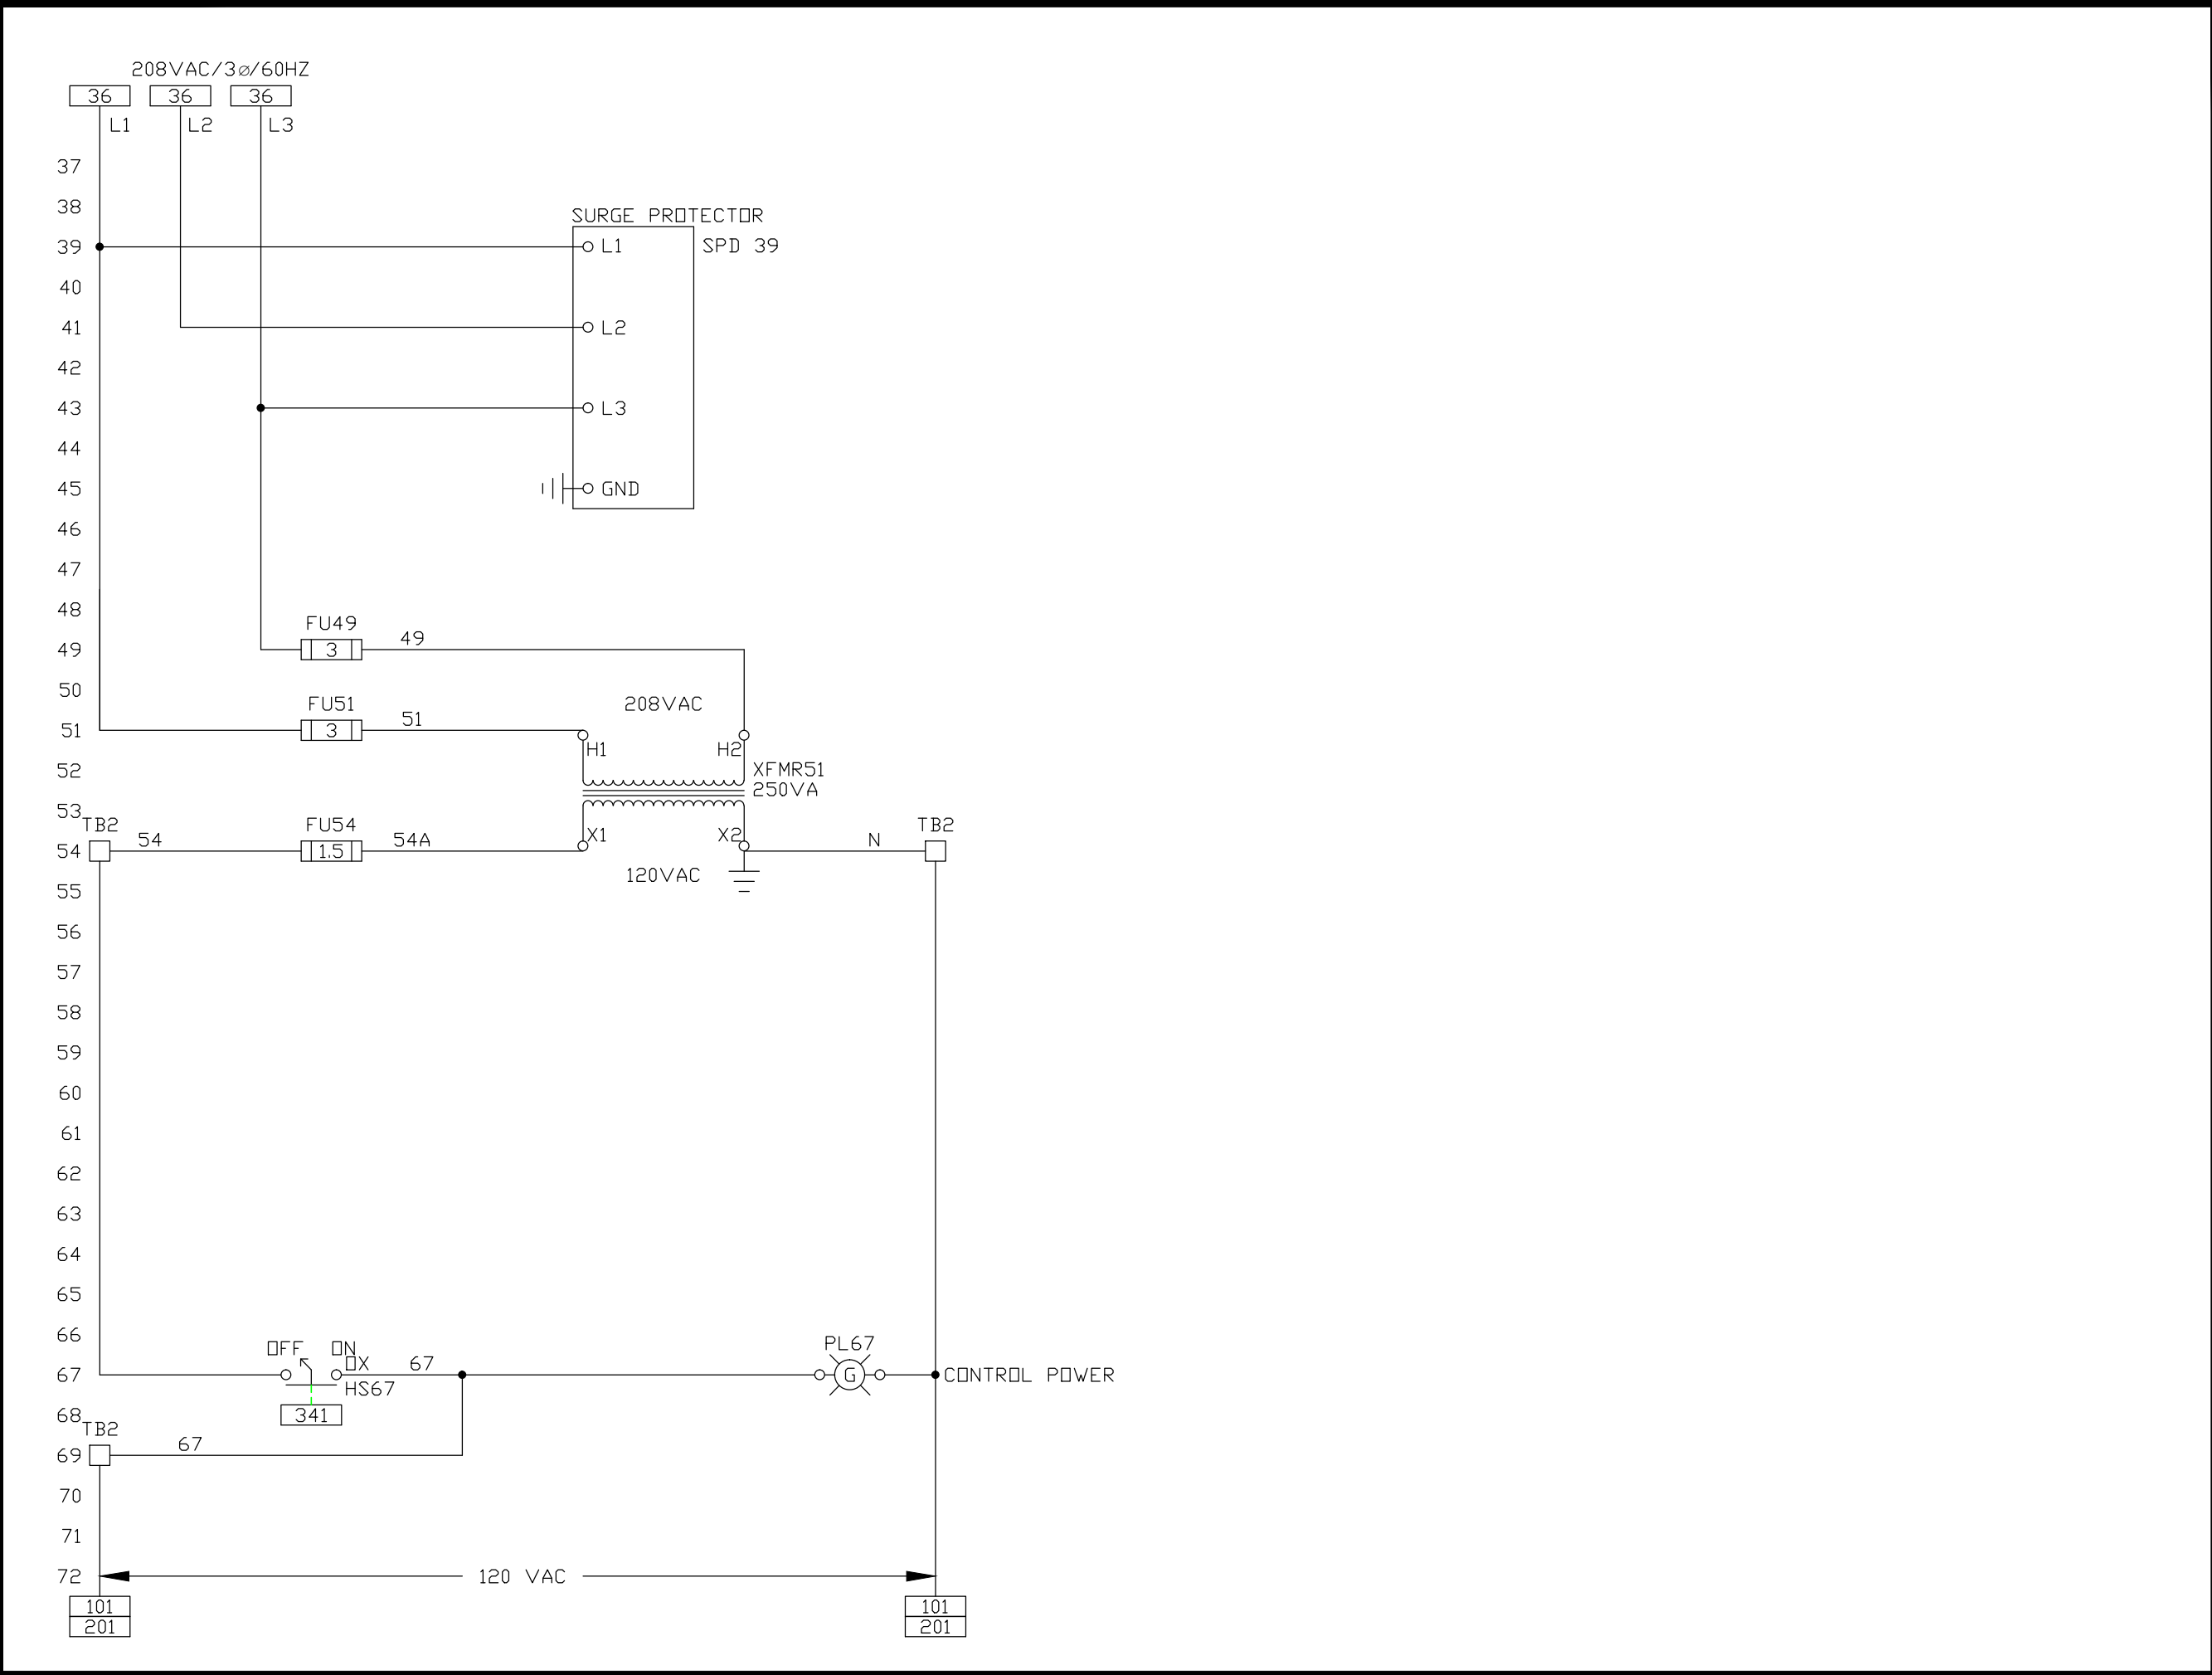 208VAC/3⌀/60HZ
36 36 36
L1 L2 L3
37
38
SURGE PROTECTOR
39 L1 SPD 39
40
41 L2
42
43 L3
44
45 GND
46
47
48
FU49
49 3 49
50 FU51 208VAC
51 3 51
H1 H2
52 XFMR51
250VA
53
TB2 FU54 X1 X2 TB2
54 54 1.5 54A N
120VAC
55
56
57
58
59
60
61
62
63
64
65
66 PL67
OFF ON
OX
67 67 G CONTROL POWER
HS67
68 341
TB2
69 67
70
71
72 120 VAC
101 101
201 201